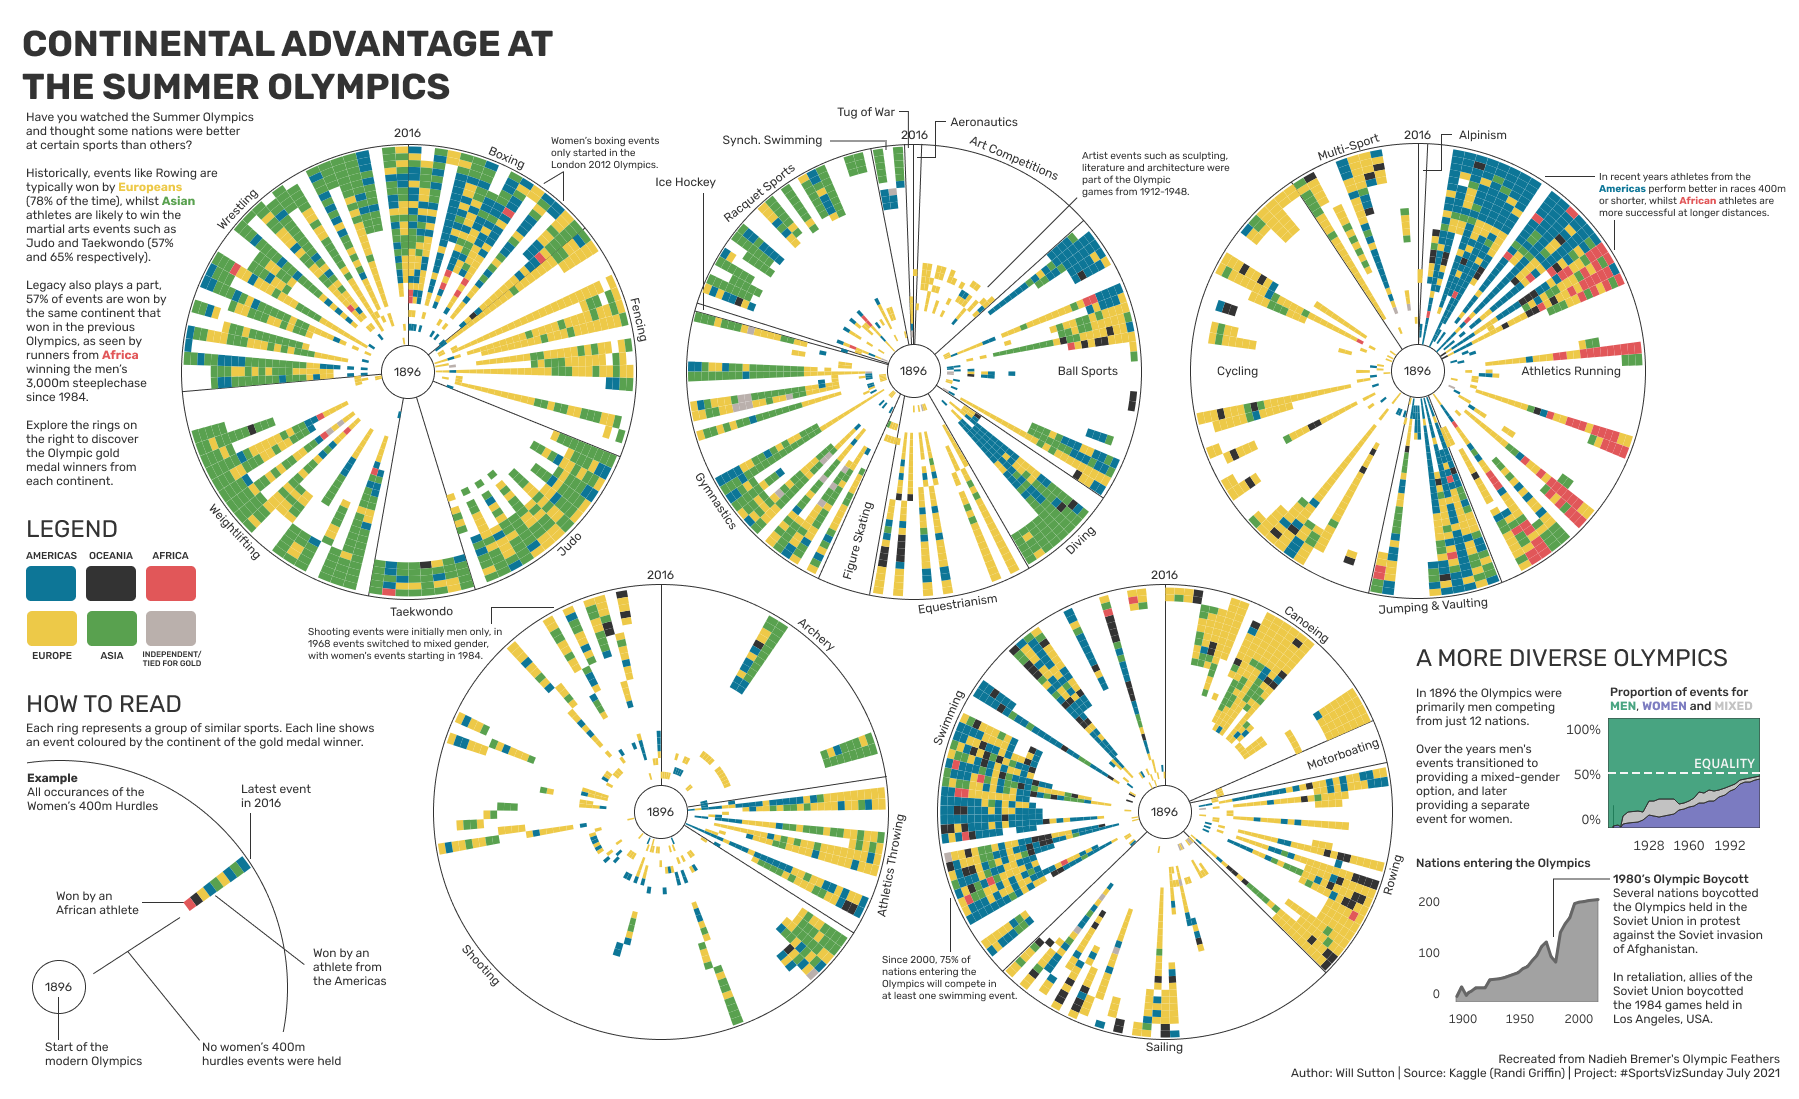 CONTINENTAL ADVANTAGE AT
THE SUMMER OLYMPICS
Have you watched the Summer Olympics
and thought some nations were better
at certain sports than others?
Historically, events like Rowing are
typically won by Europeans
(78% of the time), whilst Asian
athletes are likely to win the
martial arts events such as
Judo and Taekwondo (57%
and 65% respectively).
Legacy also plays a part,
57% of events are won by
the same continent that
won in the previous
Olympics, as seen by
runners from Africa
winning the men's
3,000m steeplechase
since 1984.
Explore the rings on
the right to discover
the Olympic gold
medal winners from
each continent.
LEGEND
AMERICAS
OCEANIA
AFRICA
EUROPE
ASIA
INDEPENDENT/
TIED FOR GOLD
HOW TO READ
Each ring represents a group of similar sports. Each line shows
an event coloured by the continent of the gold medal winner.
Example
All occurances of the
Women's 400m Hurdles
Latest event
in 2016
Won by an
African athlete
Won by an
athlete from
the Americas
1896
Start of the
modern Olympics
No women's 400m
hurdles events were held
2016
Boxing
Women's boxing events
only started in the
London 2012 Olympics.
Wrestling
Fencing
1896
Weightlifting
Judo
Taekwondo
Tug of War
2016
Aeronautics
Synch. Swimming
Art Competitions
Ice Hockey
Racquet Sports
Artist events such as sculpting,
literature and architecture were
part of the Olympic
games from 1912-1948.
1896
Ball Sports
Gymnastics
Figure Skating
Diving
Equestrianism
Multi-Sport
2016
Alpinism
In recent years athletes from the
Americas perform better in races 400m
or shorter, whilst African athletes are
more successful at longer distances.
Cycling
1896
Athletics Running
Jumping & Vaulting
2016
Shooting events were initially men only, in
1968 events switched to mixed gender,
with women's events starting in 1984.
Archery
1896
Athletics Throwing
Shooting
2016
Canoeing
Swimming
Motorboating
1896
Rowing
Since 2000, 75% of
nations entering the
Olympics will compete in
at least one swimming event.
Sailing
A MORE DIVERSE OLYMPICS
In 1896 the Olympics were
primarily men competing
from just 12 nations.
Over the years men's
events transitioned to
providing a mixed-gender
option, and later
providing a separate
event for women.
Proportion of events for
MEN, WOMEN and MIXED
100%
50%
0%
EQUALITY
1928 1960 1992
Nations entering the Olympics
200
100
0
1900 1950 2000
1980's Olympic Boycott
Several nations boycotted
the Olympics held in the
Soviet Union in protest
against the Soviet invasion
of Afghanistan.
In retaliation, allies of the
Soviet Union boycotted
the 1984 games held in
Los Angeles, USA.
Recreated from Nadieh Bremer's Olympic Feathers
Author: Will Sutton | Source: Kaggle (Randi Griffin) | Project: #SportsVizSunday July 2021